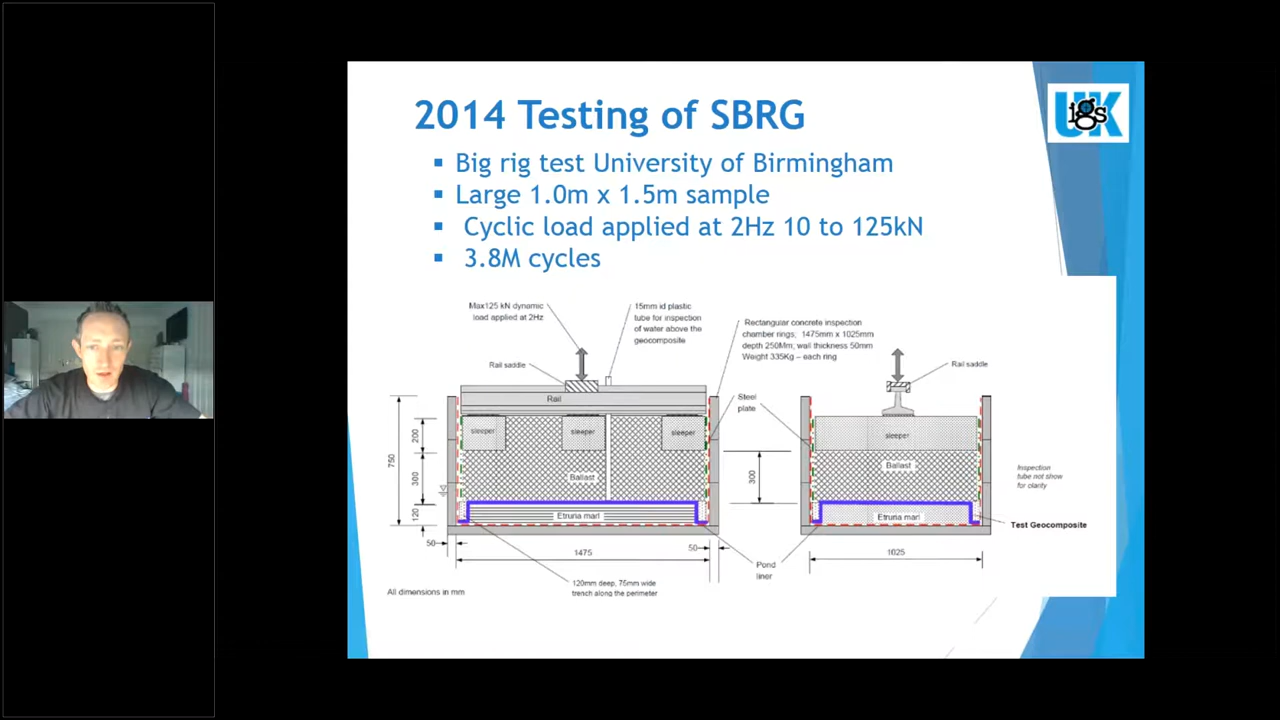 2014 Testing of SBRG
UK
igs
▪ Big rig test University of Birmingham
▪ Large 1.0m x 1.5m sample
▪ Cyclic load applied at 2Hz 10 to 125kN
▪ 3.8M cycles
Max125 kN dynamic
load applied at 2Hz
15mm id plastic
tube for inspection
of water above the
geocomposite
Rectangular concrete inspection
chamber rings; 1475mm x 1025mm
depth 250Mm; wall thickness 50mm
Weight 335Kg – each ring
Rail saddle
Rail saddle
Rail
Steel
plate
sleeper
sleeper
sleeper
sleeper
200
750
300
120
Ballast
Ballast
300
Inspection
tube not show
for clarity
Etruria marl
Etruria marl
Test Geocomposite
50
1475
50
1025
Pond
liner
120mm deep, 75mm wide
trench along the perimeter
All dimensions in mm